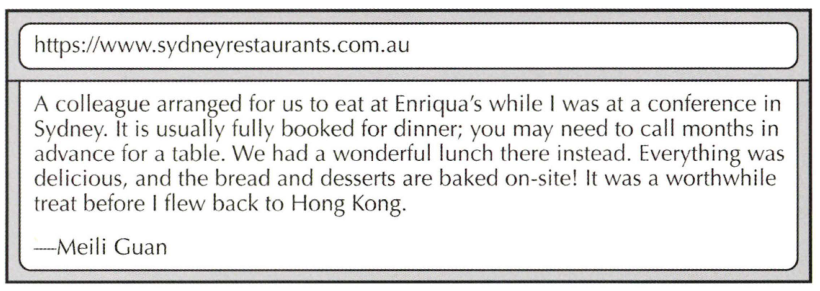 https://www.sydneyrestaurants.com.au
A colleague arranged for us to eat at Enriqua's while I was at a conference in
Sydney. It is usually fully booked for dinner; you may need to call months in
advance for a table. We had a wonderful lunch there instead. Everything was
delicious, and the bread and desserts are baked on-site! It was a worthwhile
treat before I flew back to Hong Kong.
—Meili Guan